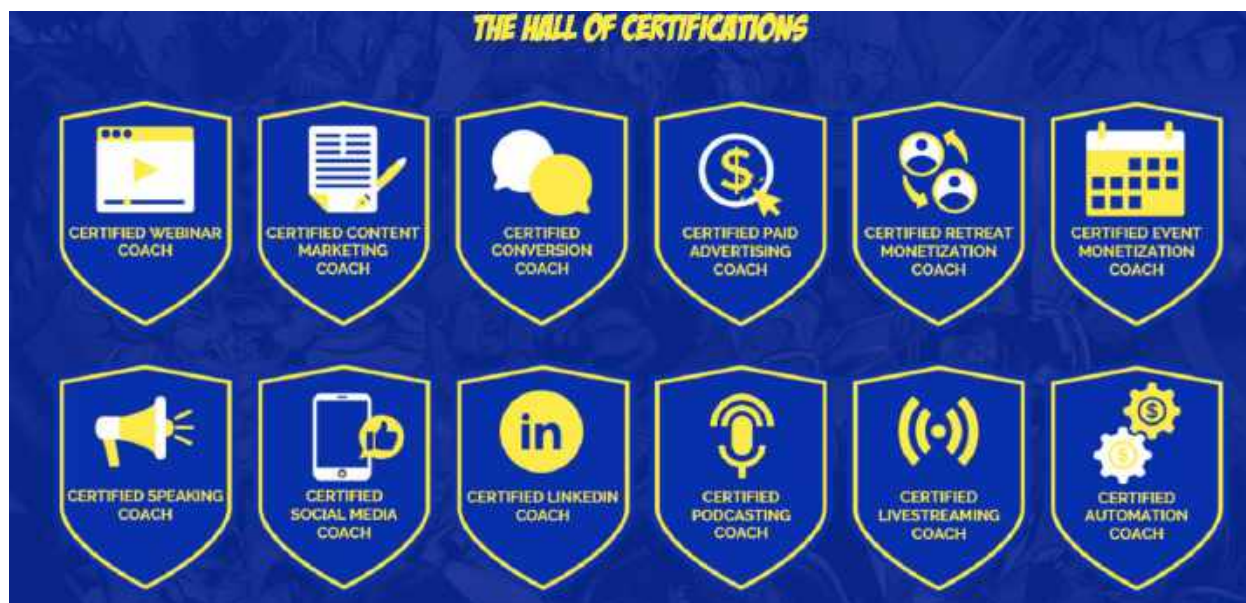 THE HALL OF CERTIFICATIONS
CERTIFIED WEBINAR
COACH
CERTIFIED CONTENT
MARKETING
COACH
CERTIFIED
CONVERSION
COACH
$
CERTIFIED PAID
ADVERTISING
COACH
CERTIFIED RETREAT
MONETIZATION
COACH
CERTIFIED EVENT
MONETIZATION
COACH
CERTIFIED SPEAKING
COACH
CERTIFIED
SOCIAL MEDIA
COACH
in
CERTIFIED LINKEDIN
COACH
CERTIFIED
PODCASTING
COACH
CERTIFIED
LIVESTREAMING
COACH
$
$
CERTIFIED
AUTOMATION
COACH